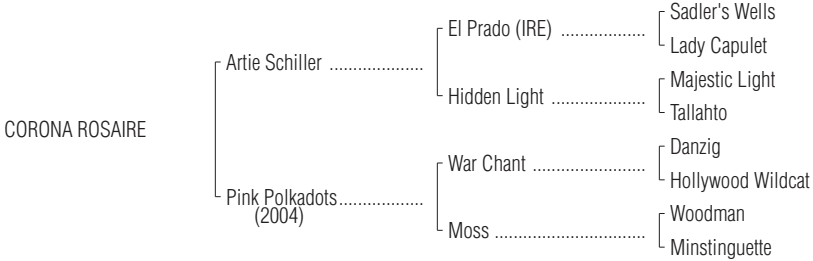 Sadler's Wells
El Prado (IRE) ....................
Lady Capulet
Artie Schiller ......................
Majestic Light
Hidden Light ......................
Tallahto
CORONA ROSAIRE
Danzig
War Chant ..........................
Hollywood Wildcat
Pink Polkadots....................
(2004)
Woodman
Moss ...................................
Minstinguette